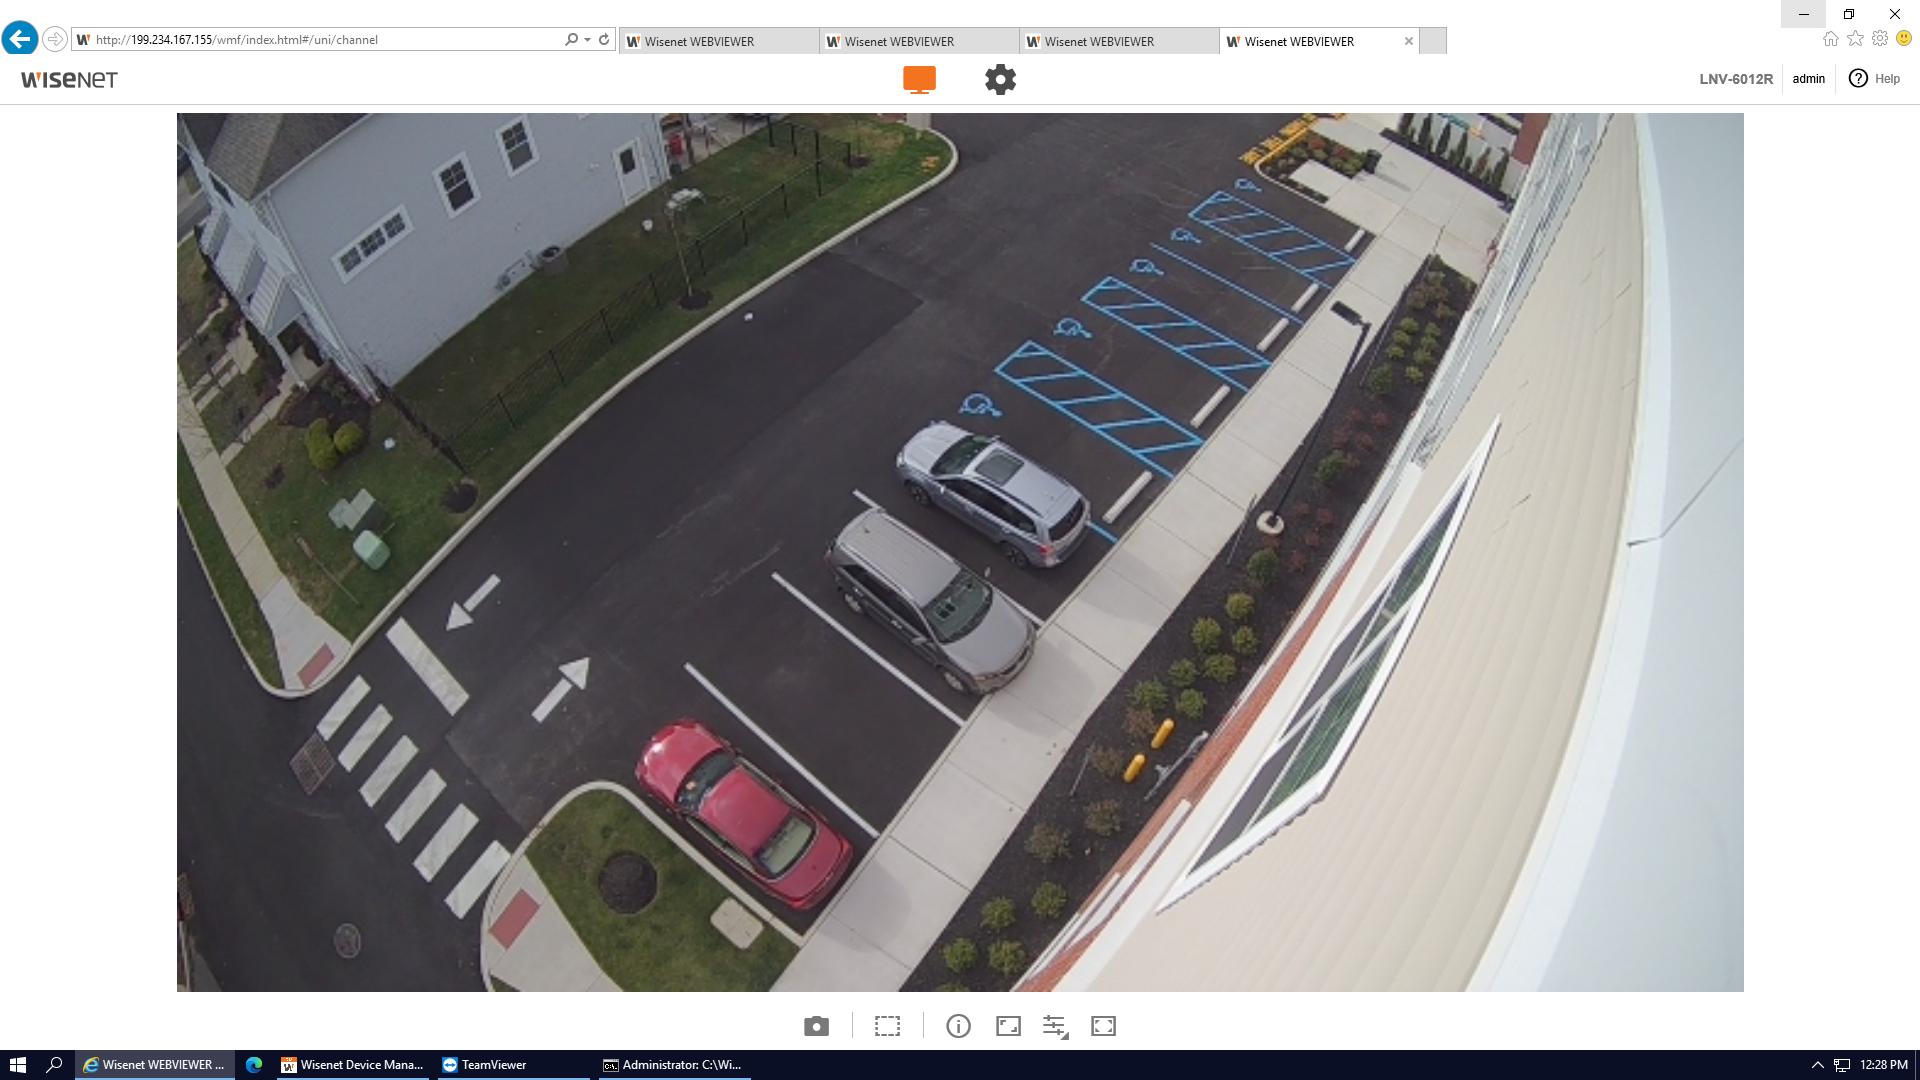 http://199.234.167.155/wmf/index.html#/uni/channel
Wisenet WEBVIEWER
Wisenet WEBVIEWER
Wisenet WEBVIEWER
Wisenet WEBVIEWER
WISENET
LNV-6012R
admin
Help
Wisenet WEBVIEWER ...
Wisenet Device Mana...
TeamViewer
Administrator: C:\Wi...
12:28 PM